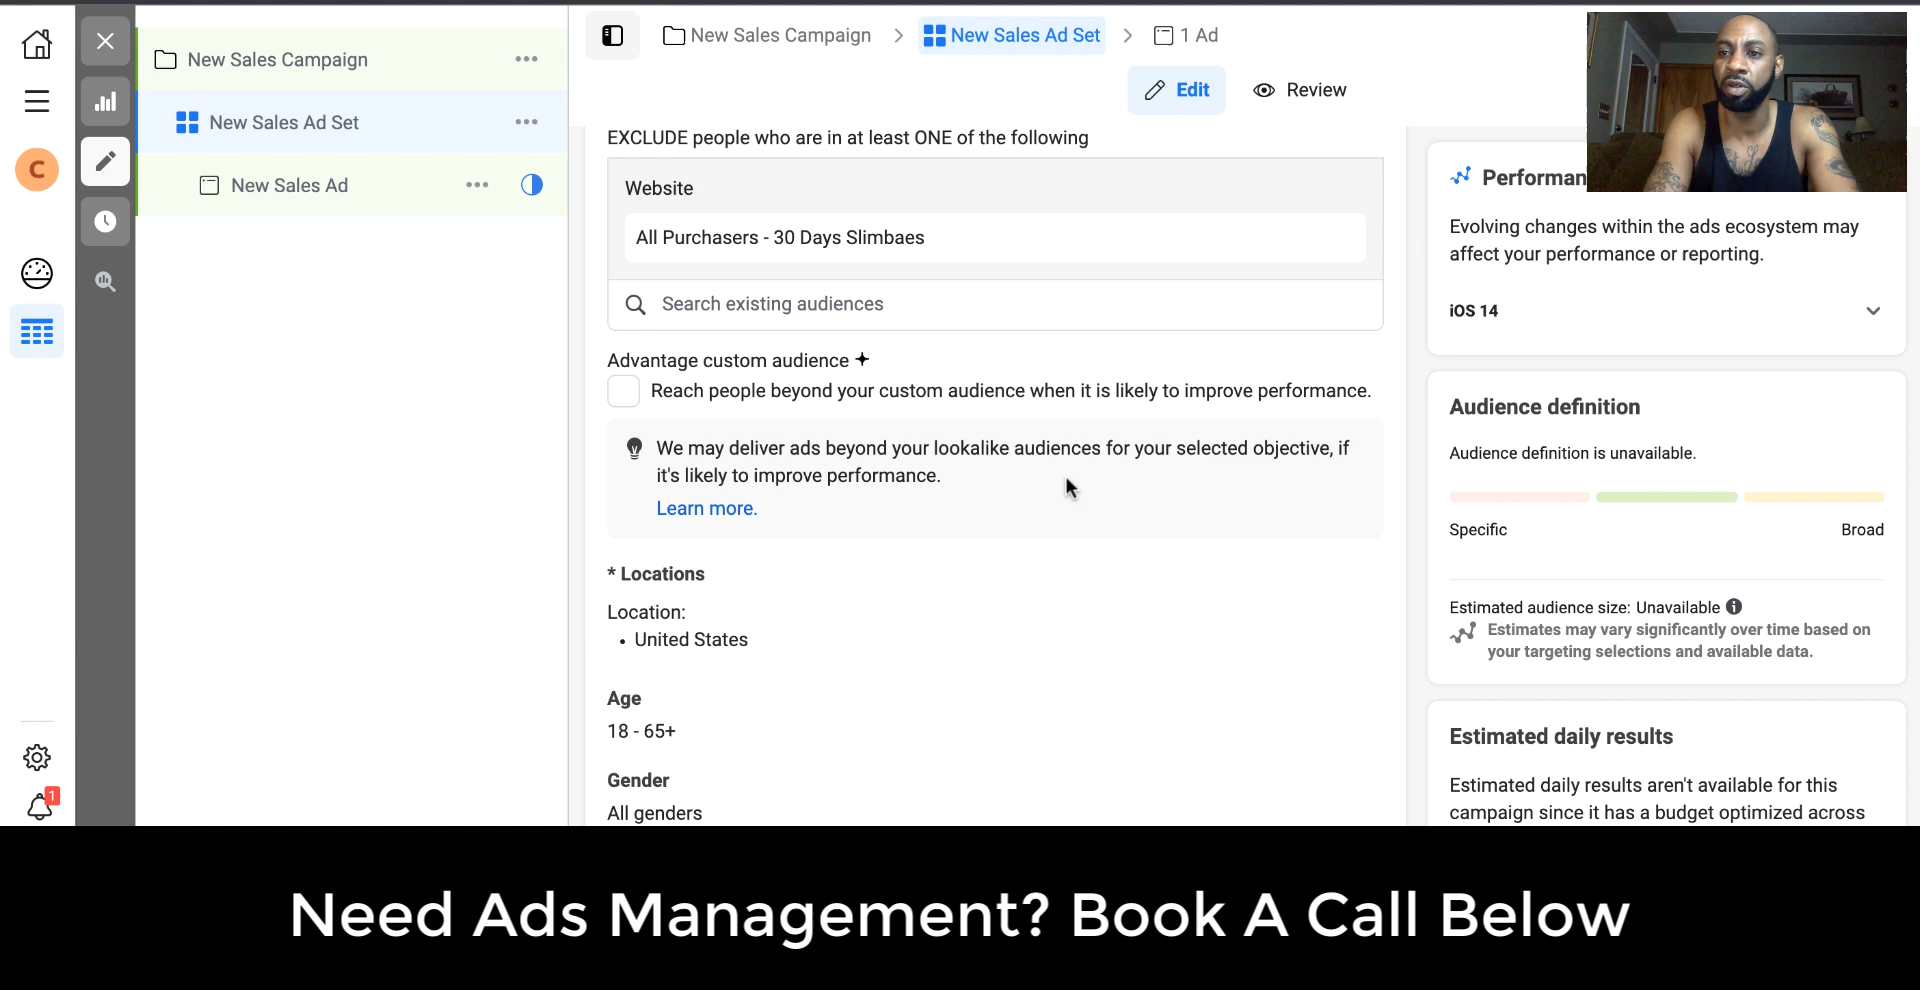 New Sales Campaign > New Sales Ad Set > 1 Ad
Edit Review
C
1
New Sales Campaign
New Sales Ad Set
New Sales Ad
EXCLUDE people who are in at least ONE of the following
Website
All Purchasers - 30 Days Slimbaes
Search existing audiences
Advantage custom audience
Reach people beyond your custom audience when it is likely to improve performance.
We may deliver ads beyond your lookalike audiences for your selected objective, if
it's likely to improve performance.
Learn more.
* Locations
Location:
• United States
Age
18 - 65+
Gender
All genders
Performan
Evolving changes within the ads ecosystem may
affect your performance or reporting.
iOS 14
Audience definition
Audience definition is unavailable.
Specific Broad
Estimated audience size: Unavailable
Estimates may vary significantly over time based on
your targeting selections and available data.
Estimated daily results
Estimated daily results aren't available for this
campaign since it has a budget optimized across
Need Ads Management? Book A Call Below